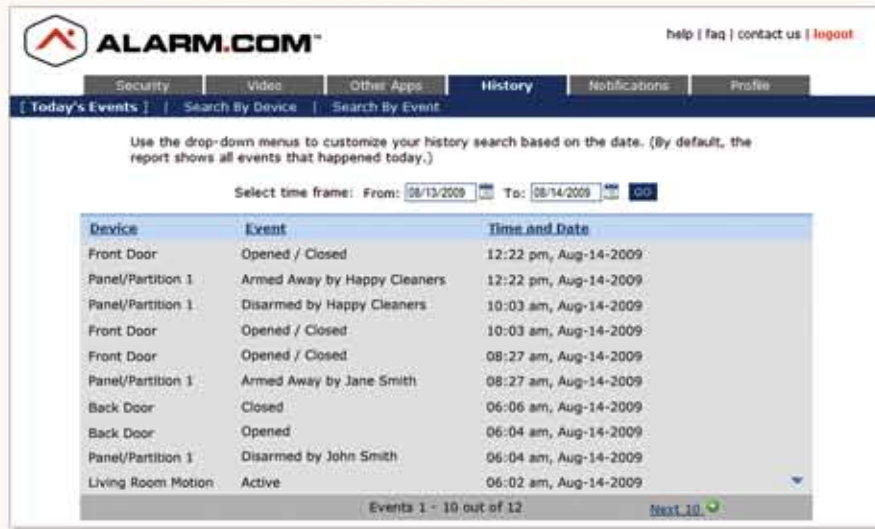 ALARM.COM™
help | faq | contact us | logout
Security Video Other Apps History Notifications Profile
[ Today's Events ] | Search By Device | Search By Event
Use the drop-down menus to customize your history search based on the date. (By default, the
report shows all events that happened today.)
Select time frame: From: 08/13/2009 To: 08/14/2009 GO
Device Event Time and Date
Front Door Opened / Closed 12:22 pm, Aug-14-2009
Panel/Partition 1 Armed Away by Happy Cleaners 12:22 pm, Aug-14-2009
Panel/Partition 1 Disarmed by Happy Cleaners 10:03 am, Aug-14-2009
Front Door Opened / Closed 10:03 am, Aug-14-2009
Front Door Opened / Closed 08:27 am, Aug-14-2009
Panel/Partition 1 Armed Away by Jane Smith 08:27 am, Aug-14-2009
Back Door Closed 06:06 am, Aug-14-2009
Back Door Opened 06:04 am, Aug-14-2009
Panel/Partition 1 Disarmed by John Smith 06:04 am, Aug-14-2009
Living Room Motion Active 06:02 am, Aug-14-2009
Events 1 - 10 out of 12 Next 10